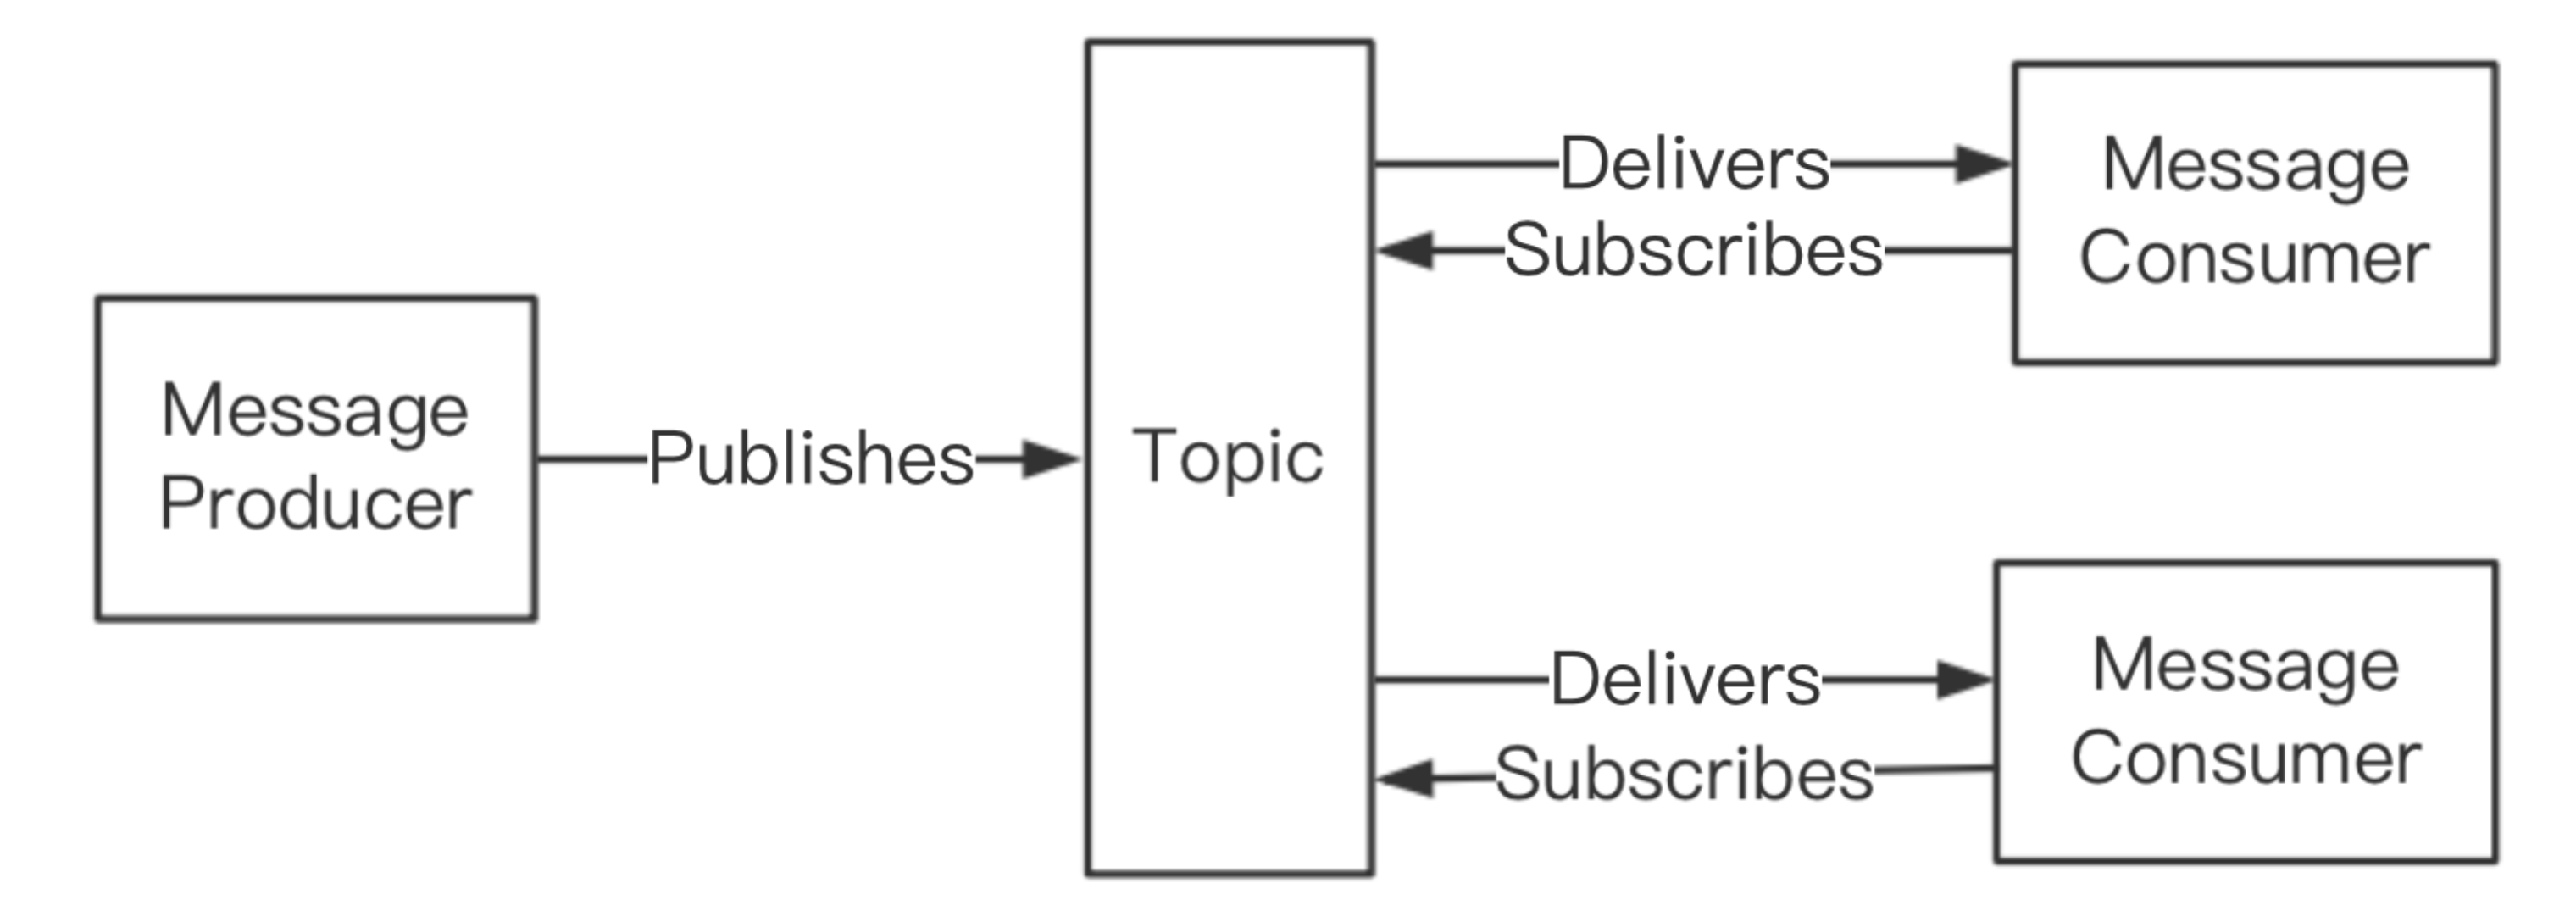 Message
Producer
Publishes
Topic
Delivers
Subscribes
Message
Consumer
Delivers
Subscribes
Message
Consumer